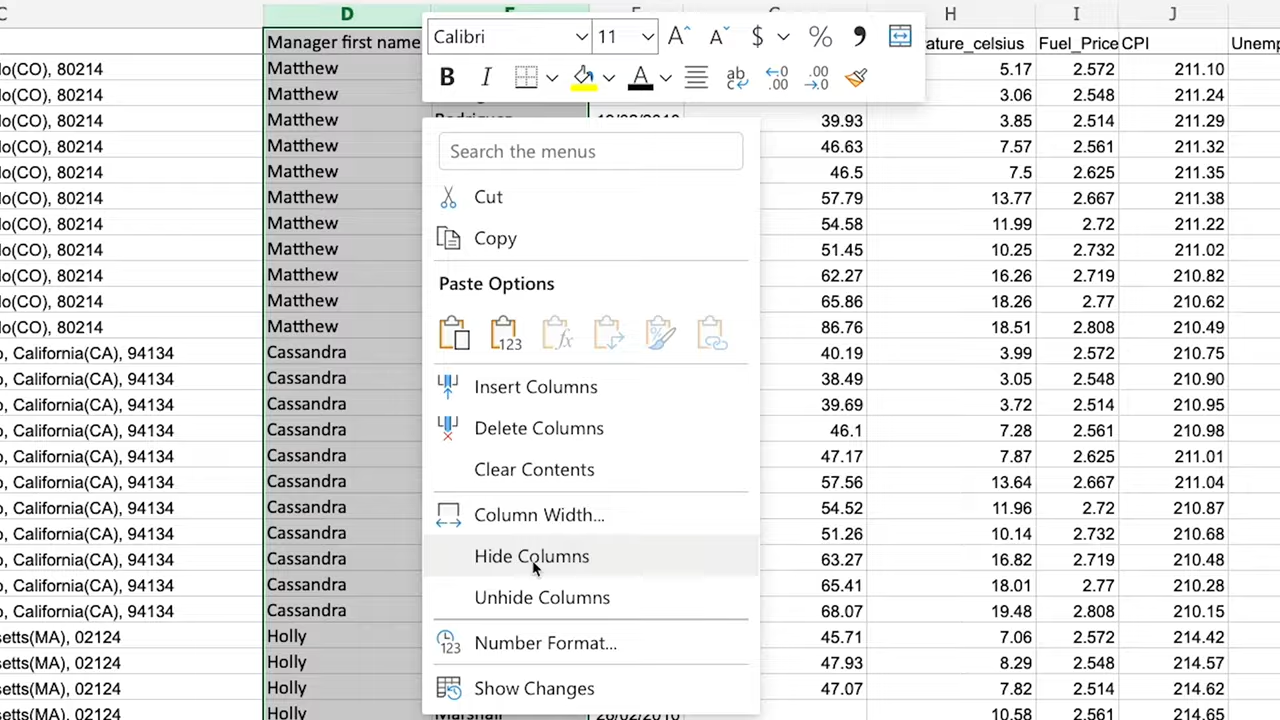 C D E F G H I J
Calibri 11 A^ A˅ $ % ,
B I A ab .00 .00
Manager first name ature_celsius Fuel_Price CPI Unemp
lo(CO), 80214 Matthew 5.17 2.572 211.10
lo(CO), 80214 Matthew 3.06 2.548 211.24
lo(CO), 80214 Matthew Rodriguez 39.93 3.85 2.514 211.29
lo(CO), 80214 Matthew Search the menus 46.63 7.57 2.561 211.32
lo(CO), 80214 Matthew 46.5 7.5 2.625 211.35
lo(CO), 80214 Matthew Cut 57.79 13.77 2.667 211.38
lo(CO), 80214 Matthew Copy 54.58 11.99 2.72 211.22
lo(CO), 80214 Matthew 51.45 10.25 2.732 211.02
lo(CO), 80214 Matthew Paste Options 62.27 16.26 2.719 210.82
lo(CO), 80214 Matthew 65.86 18.26 2.77 210.62
lo(CO), 80214 Matthew 123 fx 86.76 18.51 2.808 210.49
o, California(CA), 94134 Cassandra 40.19 3.99 2.572 210.75
o, California(CA), 94134 Cassandra Insert Columns 38.49 3.05 2.548 210.90
o, California(CA), 94134 Cassandra 39.69 3.72 2.514 210.95
o, California(CA), 94134 Cassandra Delete Columns 46.1 7.28 2.561 210.98
o, California(CA), 94134 Cassandra Clear Contents 47.17 7.87 2.625 211.01
o, California(CA), 94134 Cassandra 57.56 13.64 2.667 211.04
o, California(CA), 94134 Cassandra Column Width... 54.52 11.96 2.72 210.87
o, California(CA), 94134 Cassandra 51.26 10.14 2.732 210.68
o, California(CA), 94134 Cassandra Hide Columns 63.27 16.82 2.719 210.48
o, California(CA), 94134 Cassandra Unhide Columns 65.41 18.01 2.77 210.28
o, California(CA), 94134 Cassandra 68.07 19.48 2.808 210.15
setts(MA), 02124 Holly 123 Number Format... 45.71 7.06 2.572 214.42
setts(MA), 02124 Holly 47.93 8.29 2.548 214.57
setts(MA), 02124 Holly Show Changes 47.07 7.82 2.514 214.62
setts(MA), 02124 Holly Marshall 26/02/2010 10.58 2.561 214.65